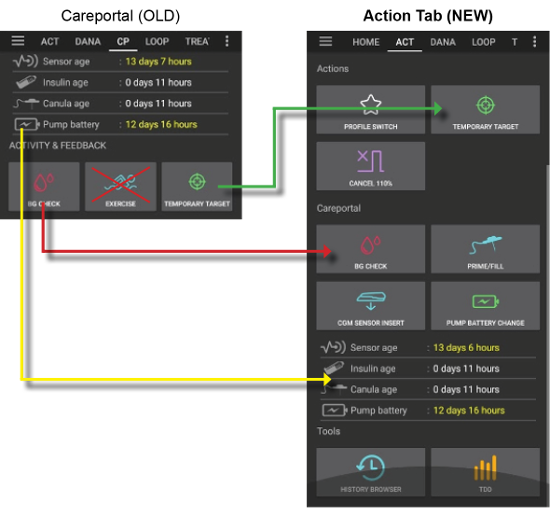 Careportal (OLD)
ACT DANA CP LOOP TREA
Sensor age : 13 days 7 hours
Insulin age : 0 days 11 hours
Canula age : 0 days 11 hours
Pump battery : 12 days 16 hours
ACTIVITY & FEEDBACK
BG CHECK EXERCISE TEMPORARY TARGET
Action Tab (NEW)
HOME ACT DANA LOOP T
Actions
PROFILE SWITCH TEMPORARY TARGET
CANCEL 110%
Careportal
BG CHECK PRIME/FILL
CGM SENSOR INSERT PUMP BATTERY CHANGE
Sensor age : 13 days 6 hours
Insulin age : 0 days 11 hours
Canula age : 0 days 11 hours
Pump battery : 12 days 16 hours
Tools
HISTORY BROWSER TDD